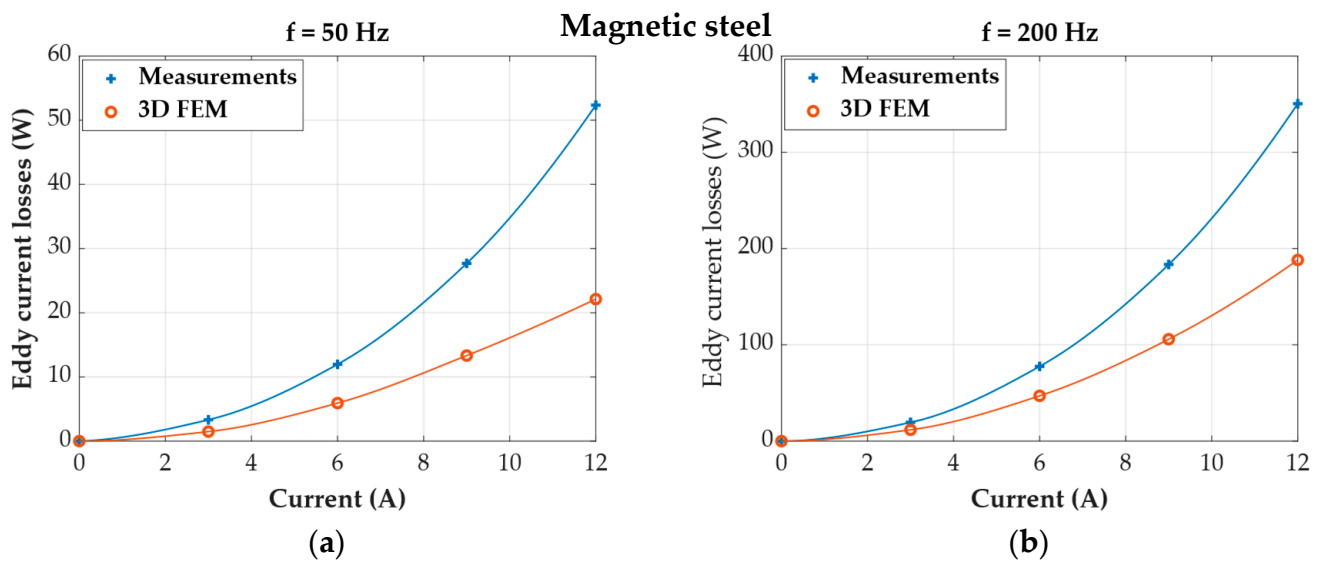 Magnetic steel
f = 50 Hz
60
50
40
30
20
10
0
Eddy current losses (W)
Measurements
3D FEM
0 2 4 6 8 10 12
Current (A)
(a)
f = 200 Hz
400
300
200
100
0
Eddy current losses (W)
Measurements
3D FEM
0 2 4 6 8 10 12
Current (A)
(b)